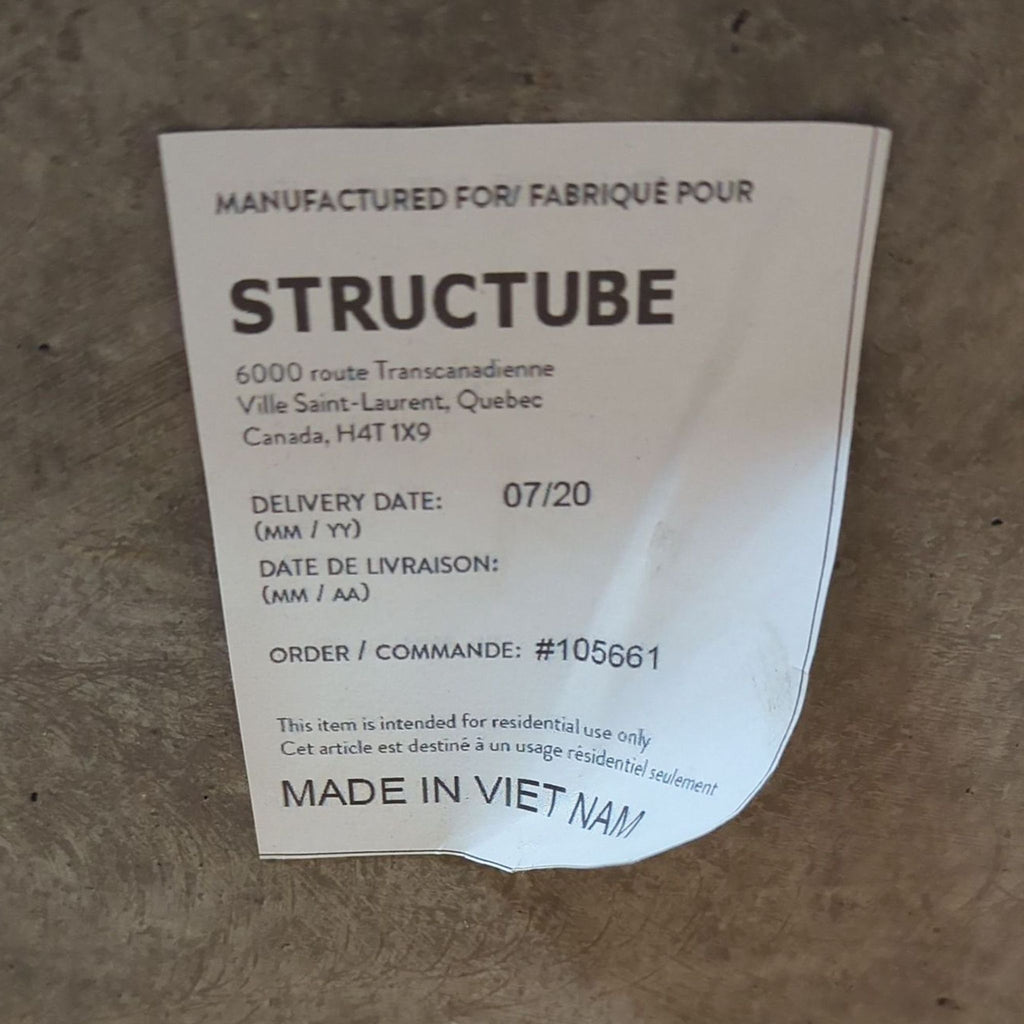 MANUFACTURED FOR/ FABRIQUÉ POUR
STRUCTUBE
6000 route Transcanadienne
Ville Saint-Laurent, Quebec
Canada, H4T 1X9
DELIVERY DATE: 07/20
(MM / YY)
DATE DE LIVRAISON:
(MM / AA)
ORDER / COMMANDE: #105661
This item is intended for residential use only
Cet article est destiné à un usage résidentiel seulement
MADE IN VIET NAM